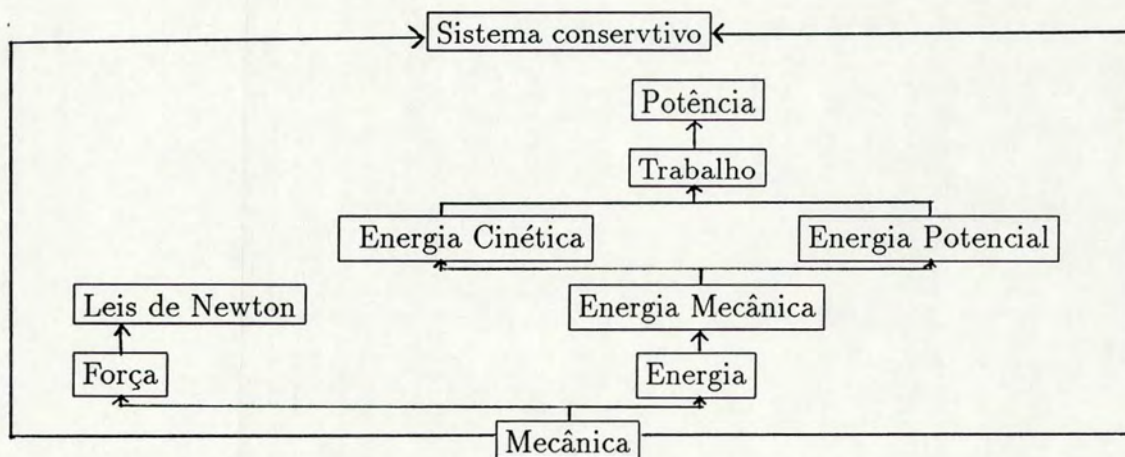 Sistema conservtivo
Potência
Trabalho
Energia Cinética
Energia Potencial
Leis de Newton
Energia Mecânica
Força
Energia
Mecânica